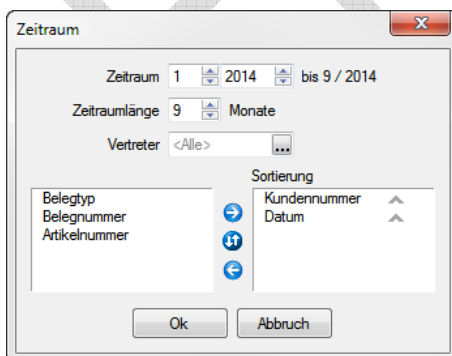 Zeitraum
Zeitraum 1 2014 bis 9 / 2014
Zeitraumlänge 9 Monate
Vertreter <Alle> ...
Sortierung
Belegtyp
Belegnummer
Artikelnummer
Kundennummer
Datum
Ok Abbruch